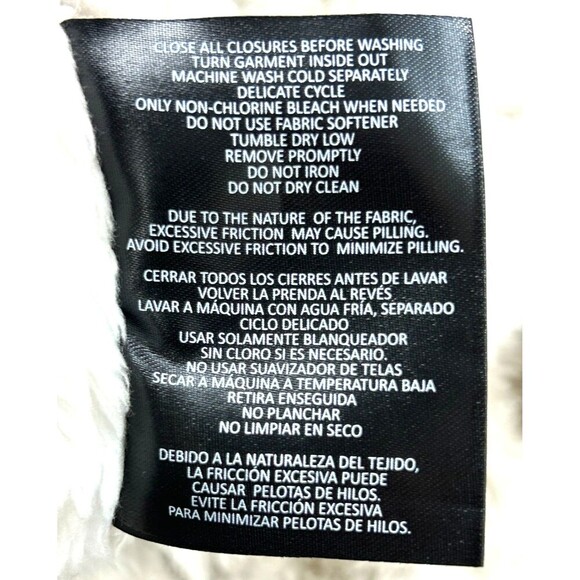 CLOSE ALL CLOSURES BEFORE WASHING
TURN GARMENT INSIDE OUT
MACHINE WASH COLD SEPARATELY
DELICATE CYCLE
ONLY NON-CHLORINE BLEACH WHEN NEEDED
DO NOT USE FABRIC SOFTENER
TUMBLE DRY LOW
REMOVE PROMPTLY
DO NOT IRON
DO NOT DRY CLEAN
DUE TO THE NATURE OF THE FABRIC,
EXCESSIVE FRICTION MAY CAUSE PILLING.
AVOID EXCESSIVE FRICTION TO MINIMIZE PILLING.
CERRAR TODOS LOS CIERRES ANTES DE LAVAR
VOLVER LA PRENDA AL REVÉS
LAVAR A MÁQUINA CON AGUA FRÍA, SEPARADO
CICLO DELICADO
USAR SOLAMENTE BLANQUEADOR
SIN CLORO SI ES NECESARIO.
NO USAR SUAVIZADOR DE TELAS
SECAR A MÁQUINA A TEMPERATURA BAJA
RETIRA ENSEGUIDA
NO PLANCHAR
NO LIMPIAR EN SECO
DEBIDO A LA NATURALEZA DEL TEJIDO,
LA FRICCIÓN EXCESIVA PUEDE
CAUSAR PELOTAS DE HILOS.
EVITE LA FRICCIÓN EXCESIVA
PARA MINIMIZAR PELOTAS DE HILOS.